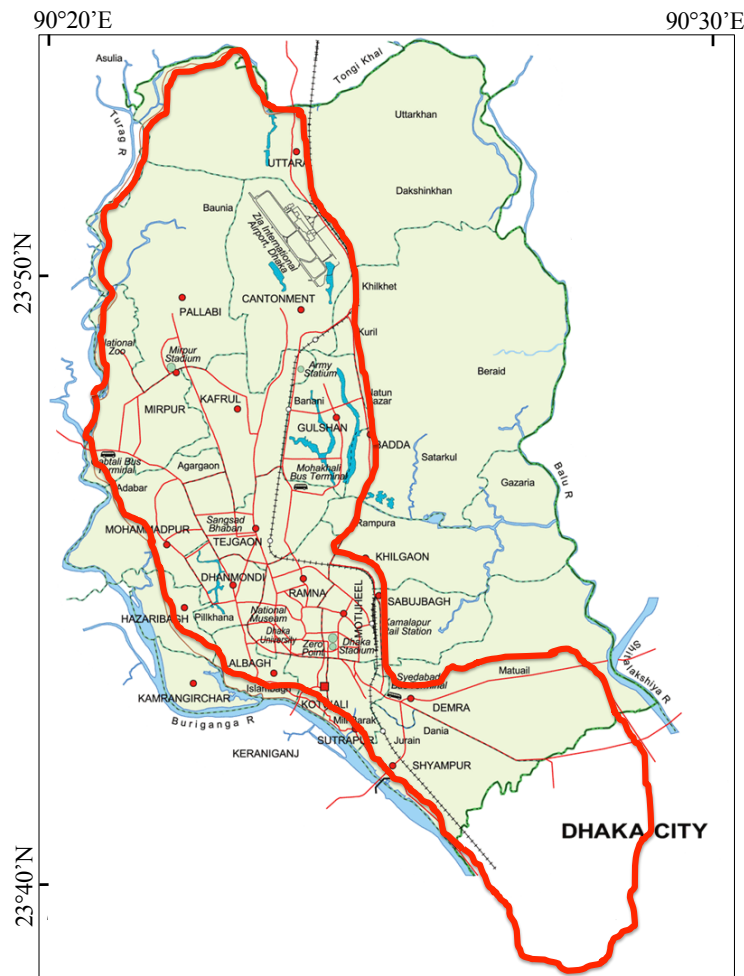 90°20’E
90°30’E
Asulia
Tongi Khal
Turag R
Uttarkhan
UTTARA
Dakshinkhan
Baunia
Zia International
Airport, Dhaka
23°50’N
Khilkhet
CANTONMENT
PALLABI
Kuril
National
Zoo
Mirpur
Stadium
Army
Statium
Beraid
Natun
Bazar
KAFRUL
Banani
MIRPUR
GULSHAN
BADDA
Satarkul
Gabtali Bus
Terminal
Agargaon
Mohakhali
Bus Terminal
Gazaria
Balu R
Adabar
Rampura
Sangsad
Bhaban
MOHAMMADPUR
TEJGAON
KHILGAON
DHANMONDI
RAMNA
MOTIJHEEL
SABUJBAGH
HAZARIBAGH
Pillkhana
National
Museam
Kamalapur
Rail Station
Dhaka
University
Zero
Point
Dhaka
Stadium
LALBAGH
Syedabad
Bus Terminal
Matuail
KAMRANGIRCHAR
Islambagh
KOTWALI
DEMRA
Buriganga R
Mill Barak
Dania
SUTRAPUR
Jurain
KERANIGANJ
SHYAMPUR
DHAKA CITY
23°40’N